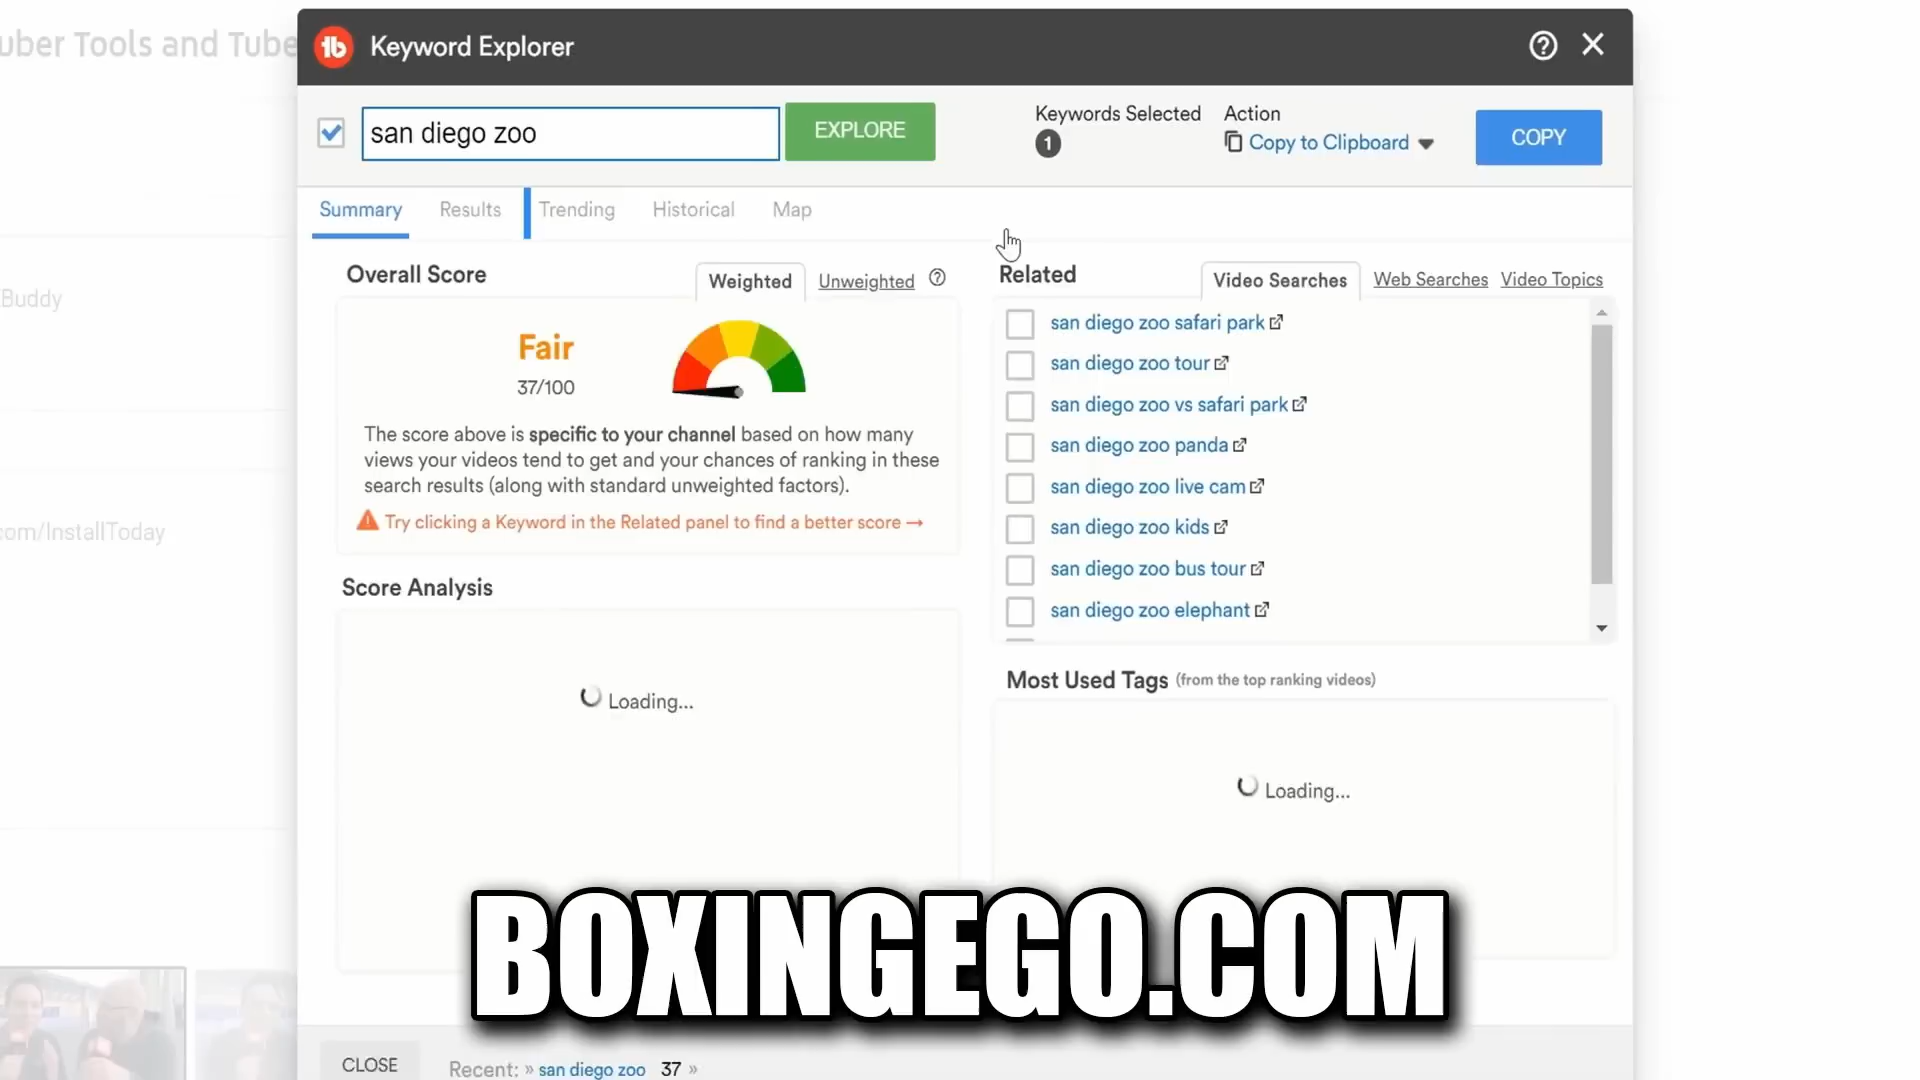 uber Tools and Tube
Keyword Explorer
san diego zoo
EXPLORE
Keywords Selected
1
Action
Copy to Clipboard
COPY
Summary
Results
Trending
Historical
Map
Overall Score
Weighted
Unweighted
Fair
37/100
The score above is specific to your channel based on how many
views your videos tend to get and your chances of ranking in these
search results (along with standard unweighted factors).
Try clicking a Keyword in the Related panel to find a better score →
Related
Video Searches
Web Searches
Video Topics
san diego zoo safari park
san diego zoo tour
san diego zoo vs safari park
san diego zoo panda
san diego zoo live cam
san diego zoo kids
san diego zoo bus tour
san diego zoo elephant
Buddy
com/InstallToday
Score Analysis
Loading...
Most Used Tags (from the top ranking videos)
Loading...
BOXINGEGO.COM
CLOSE
Recent: » san diego zoo 37 »